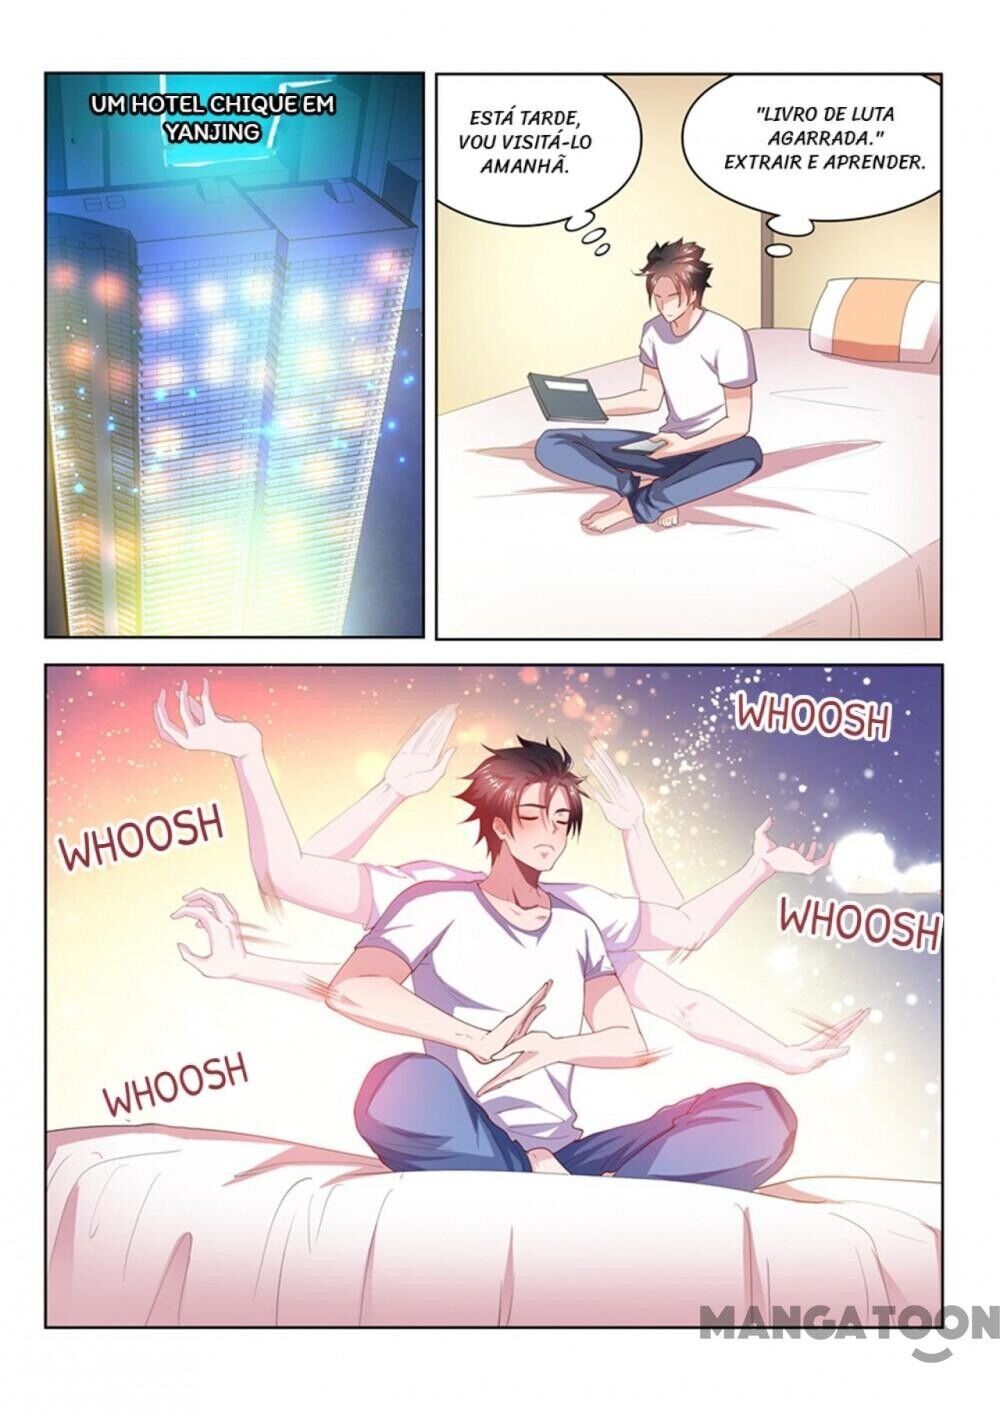 UM HOTEL CHIQUE EM
YANJING
ESTÁ TARDE,
VOU VISITÁ-LO
AMANHÃ.
"LIVRO DE LUTA
AGARRADA."
EXTRAIR E APRENDER.
WHOOSH
WHOOSH
WHOOSH
WHOOSH
MANGATOON